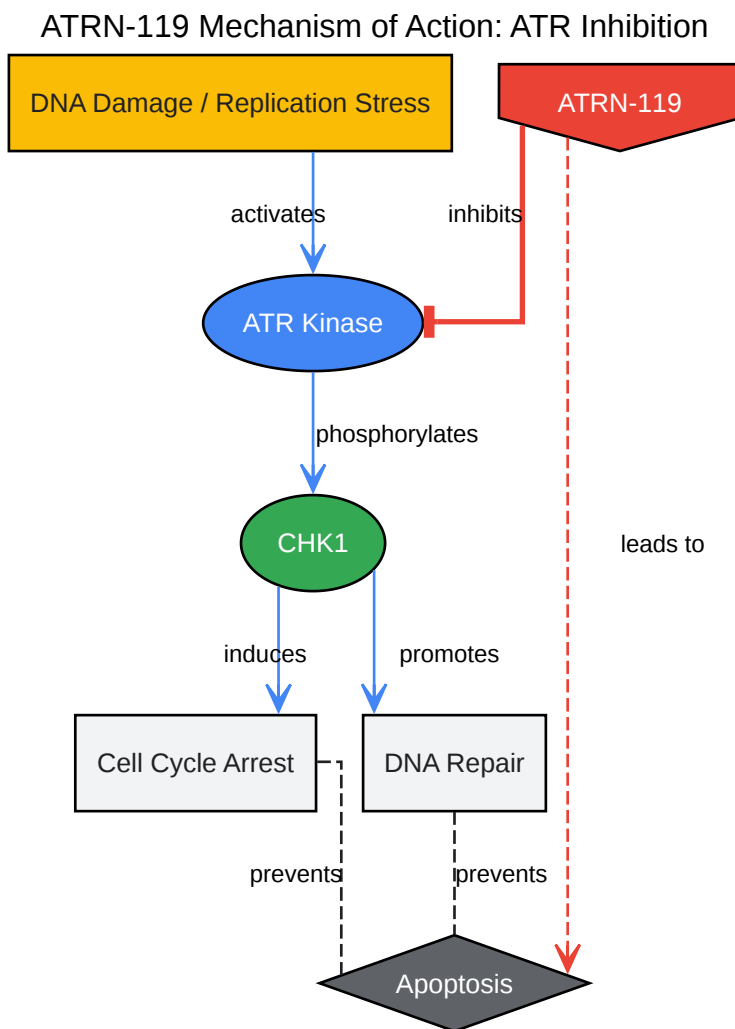 ATRN-119 Mechanism of Action: ATR Inhibition
DNA Damage / Replication Stress
ATRN-119
activates
inhibits
ATR Kinase
phosphorylates
CHK1
leads to
induces
promotes
Cell Cycle Arrest
DNA Repair
prevents
prevents
Apoptosis